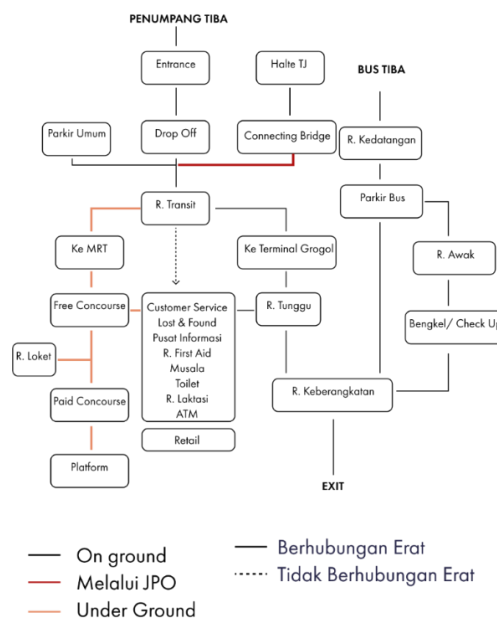 PENUMPANG TIBA
Entrance
Halte TJ
BUS TIBA
Parkir Umum
Drop Off
Connecting Bridge
R. Kedatangan
R. Transit
Parkir Bus
Ke MRT
Ke Terminal Grogol
R. Awak
Free Concourse
Customer Service
Lost & Found
Pusat Informasi
R. First Aid
Musala
Toilet
R. Laktasi
ATM
R. Tunggu
Bengkel/ Check Up
R. Loket
Paid Concourse
R. Keberangkatan
Retail
Platform
EXIT
On ground
Melalui JPO
Under Ground
Berhubungan Erat
Tidak Berhubungan Erat